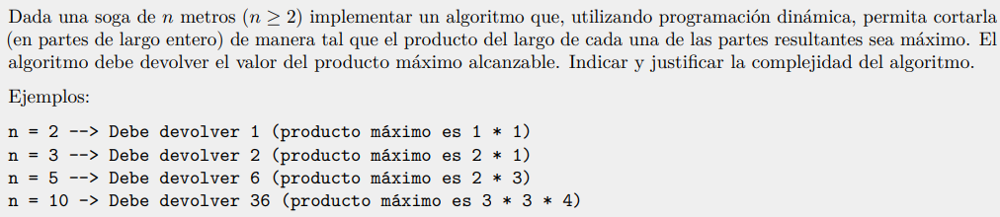 Dada una soga de n metros (n ≥ 2) implementar un algoritmo que, utilizando programación dinámica, permita cortarla
(en partes de largo entero) de manera tal que el producto del largo de cada una de las partes resultantes sea máximo. El
algoritmo debe devolver el valor del producto máximo alcanzable. Indicar y justificar la complejidad del algoritmo.
Ejemplos:
n = 2 --> Debe devolver 1 (producto máximo es 1 * 1)
n = 3 --> Debe devolver 2 (producto máximo es 2 * 1)
n = 5 --> Debe devolver 6 (producto máximo es 2 * 3)
n = 10 -> Debe devolver 36 (producto máximo es 3 * 3 * 4)